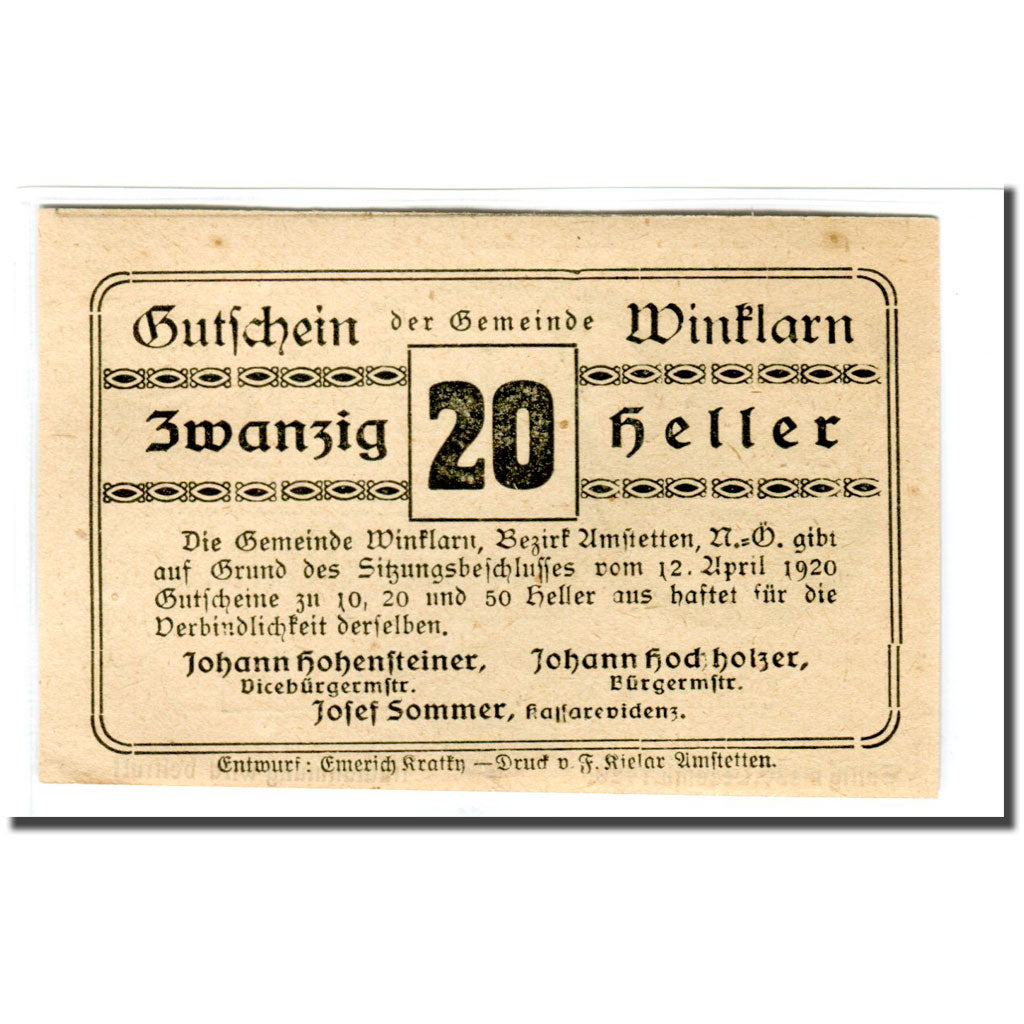 Gutschein der Gemeinde Winklarn
Zwanzig 20 Heller
Die Gemeinde Winklarn, Bezirk Amstetten, N.=Ö. gibt
auf Grund des Sitzungsbeschlusses vom 12. April 1920
Gutscheine zu 10, 20 und 50 Heller aus haftet für die
Verbindlichkeit derselben.
Johann Hohensteiner, Johann Hochholzer,
Vicebürgermstr. Bürgermstr.
Josef Sommer, Kassarevidenz.
Entwurf: Emerich Kratky — Druck v. F. Kielar Amstetten.